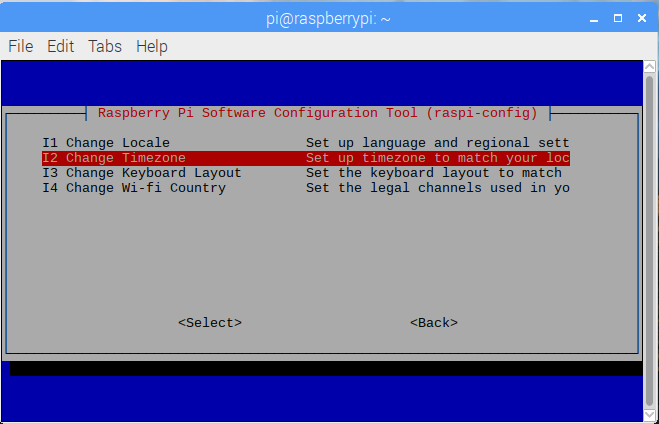 pi@raspberrypi: ~
File Edit Tabs Help
Raspberry Pi Software Configuration Tool (raspi-config)
I1 Change Locale Set up language and regional sett
I2 Change Timezone Set up timezone to match your loc
I3 Change Keyboard Layout Set the keyboard layout to match
I4 Change Wi-fi Country Set the legal channels used in yo
<Select> <Back>